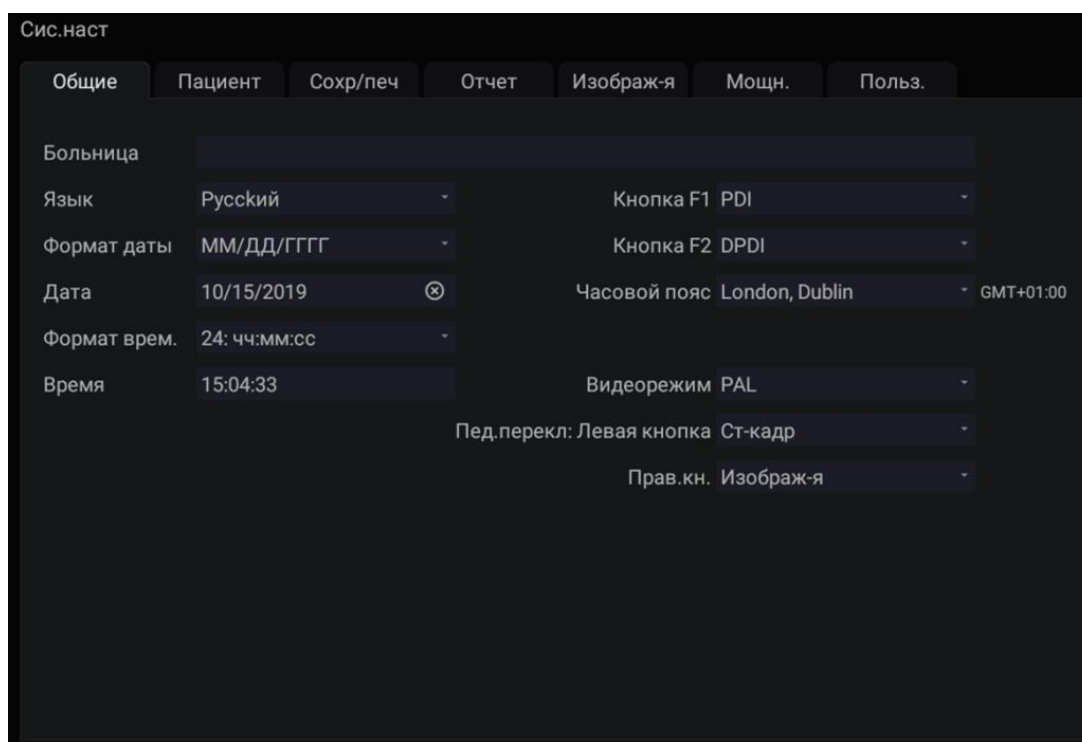 Сис.наст
Общие Пациент Сохр/печ Отчет Изображ-я Мощн. Польз.
Больница
Язык Русский Кнопка F1 PDI
Формат даты ММ/ДД/ГГГГ Кнопка F2 DPDI
Дата 10/15/2019 Часовой пояс London, Dublin GMT+01:00
Формат врем. 24: чч:мм:сс
Время 15:04:33 Видеорежим PAL
Пед.перекл: Левая кнопка Ст-кадр
Прав.кн. Изображ-я